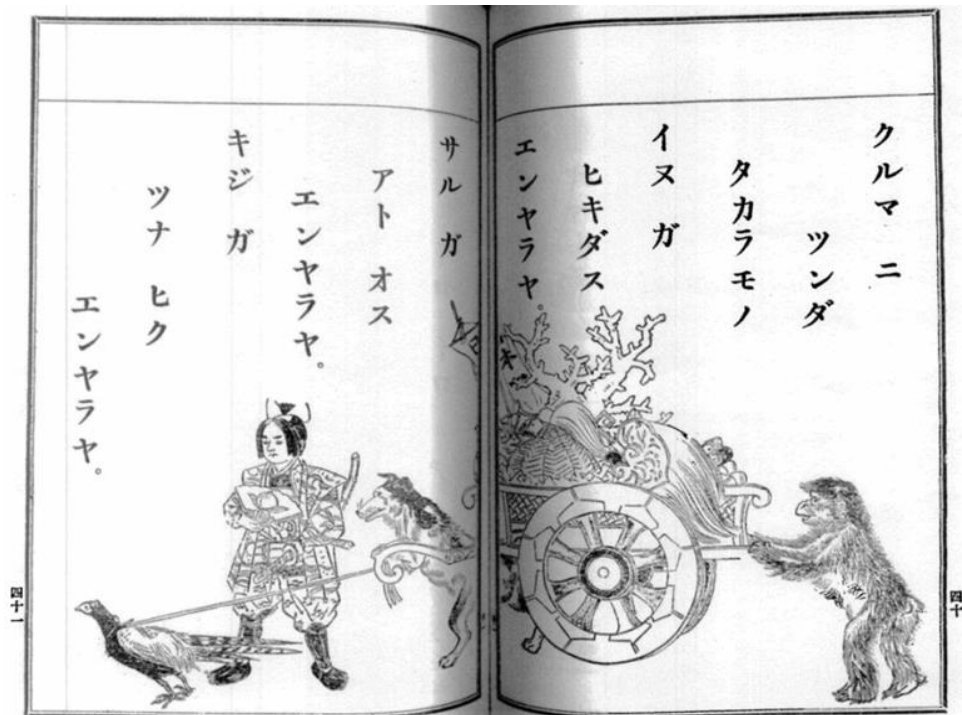 クルマ ニ
ツンダ
タカラモノ
イヌ ガ
ヒキダス
エンヤラヤ。
サル ガ
アト オス
エンヤラヤ。
キジ ガ
ツナ ヒク
エンヤラヤ。
四十
四十一